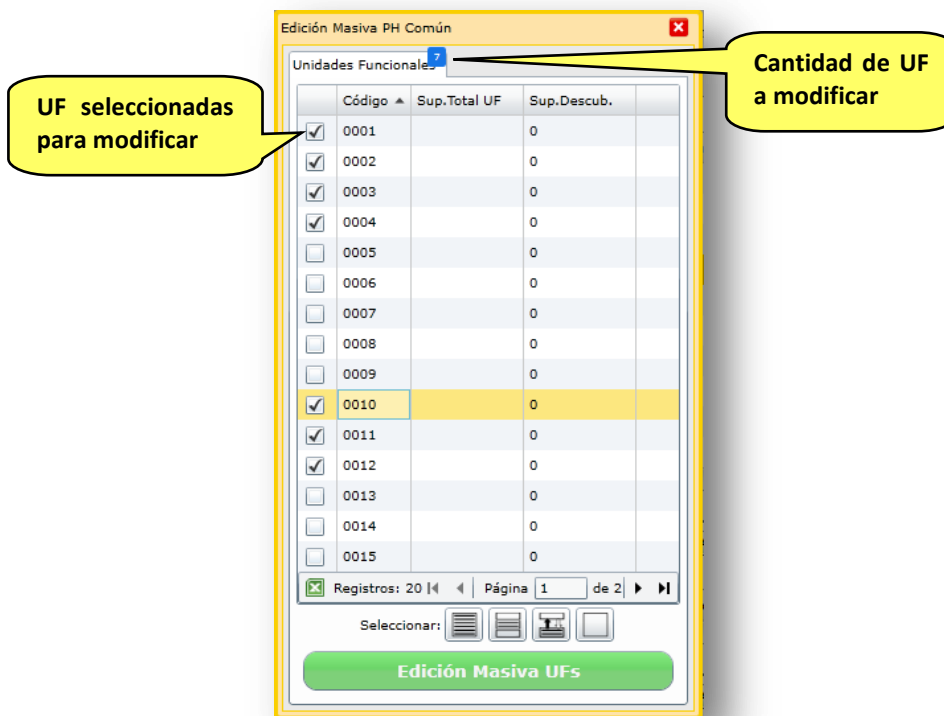 Edición Masiva PH Común
Unidades Funcionales 7
Cantidad de UF
a modificar
UF seleccionadas
para modificar
Código Sup.Total UF Sup.Descub.
0001 0
0002 0
0003 0
0004 0
0005 0
0006 0
0007 0
0008 0
0009 0
0010 0
0011 0
0012 0
0013 0
0014 0
0015 0
Registros: 20 Página 1 de 2
Seleccionar:
Edición Masiva UFs